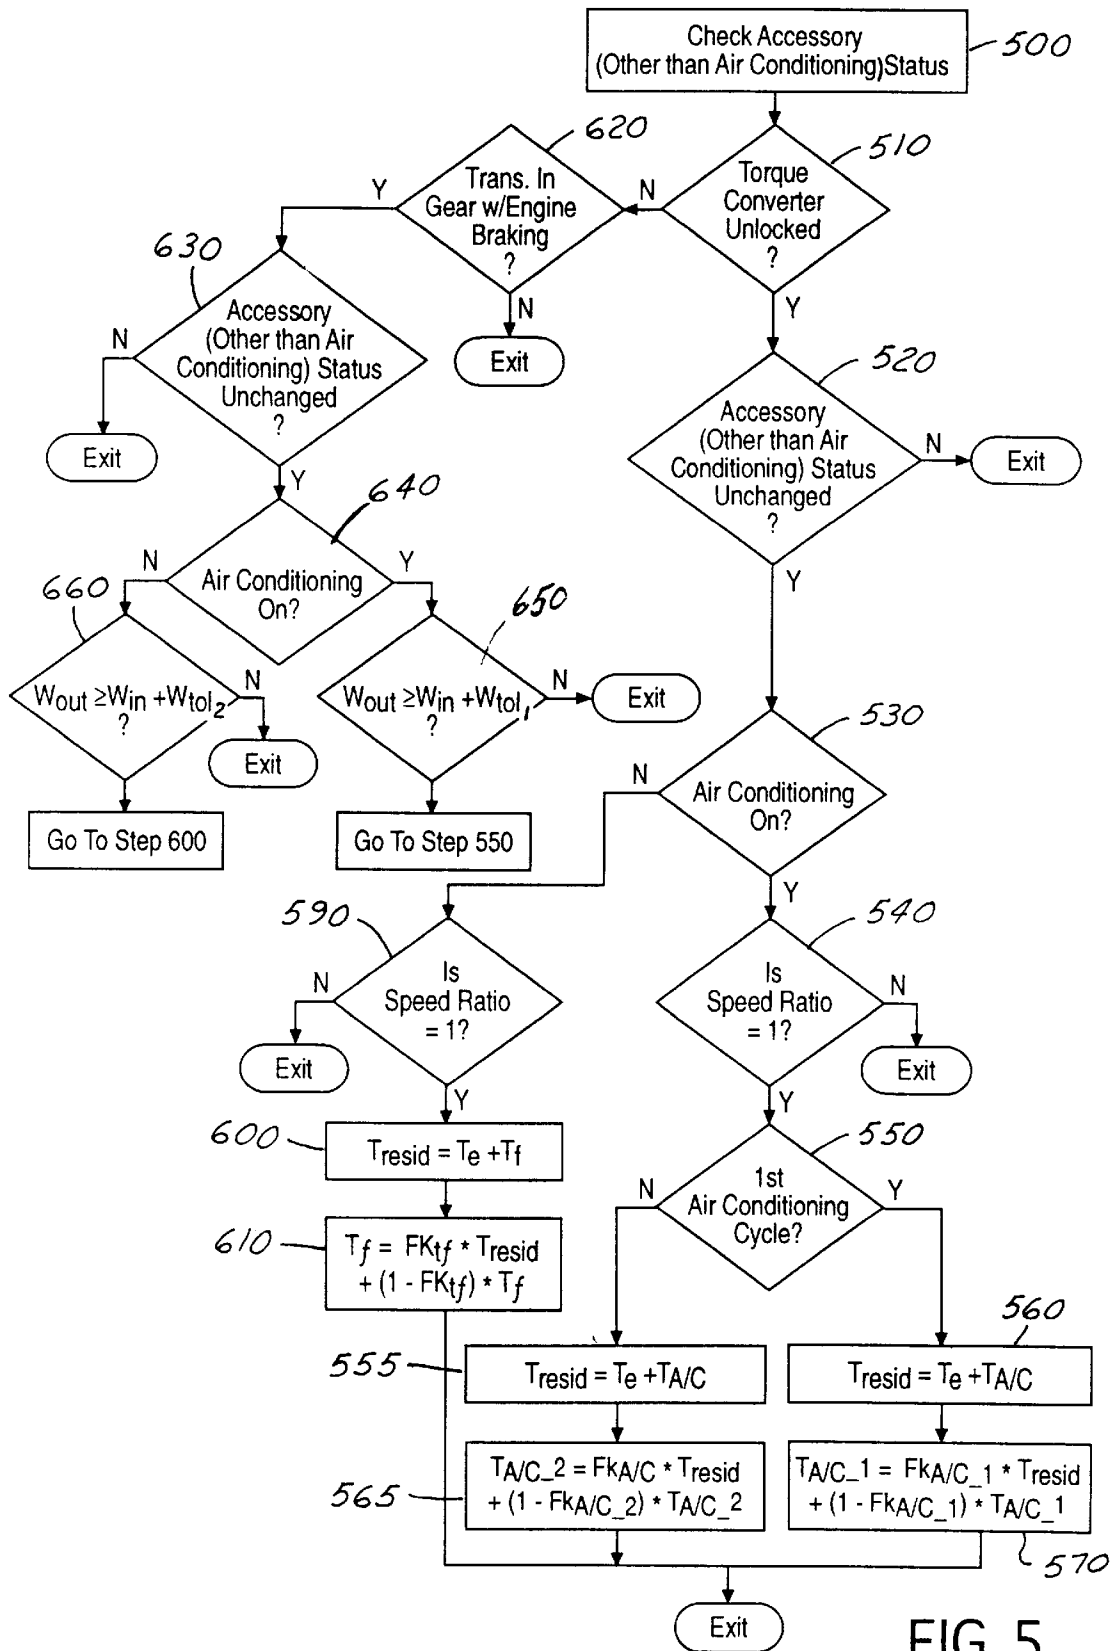 Check Accessory
(Other than Air Conditioning)Status
500
620
510
Trans. In
Gear w/Engine
Braking
?
Y
N
Torque
Converter
Unlocked
?
N
Y
Exit
630
Accessory
(Other than Air
Conditioning) Status
Unchanged
?
N
Y
Exit
520
Accessory
(Other than Air
Conditioning) Status
Unchanged
?
N
Exit
Y
640
Air Conditioning
On?
N
Y
660
Wout ≥Win +Wtol2
?
N
Exit
Go To Step 600
650
Wout ≥Win +Wtol1
?
N
Exit
Go To Step 550
530
Air Conditioning
On?
N
Y
590
Is
Speed Ratio
= 1?
N
Exit
Y
540
Is
Speed Ratio
= 1?
N
Exit
Y
600
Tresid = Te +Tf
610
Tf = FKtf * Tresid
+ (1 - FKtf) * Tf
550
1st
Air Conditioning
Cycle?
N
Y
555
Tresid = Te +TA/C
560
Tresid = Te +TA/C
565
TA/C_2 = FkA/C * Tresid
+ (1 - FkA/C_2) * TA/C_2
TA/C_1 = FkA/C_1 * Tresid
+ (1 - FkA/C_1) * TA/C_1
570
Exit
FIG. 5